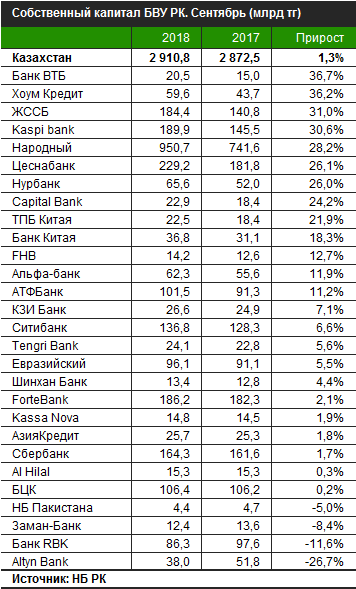 Собственный капитал БВУ РК. Сентябрь (млрд тг)
2018 2017 Прирост
Казахстан 2 910,8 2 872,5 1,3%
Банк ВТБ 20,5 15,0 36,7%
Хоум Кредит 59,6 43,7 36,2%
ЖССБ 184,4 140,8 31,0%
Kaspi bank 189,9 145,5 30,6%
Народный 950,7 741,6 28,2%
Цеснабанк 229,2 181,8 26,1%
Нурбанк 65,6 52,0 26,0%
Capital Bank 22,9 18,4 24,2%
ТПБ Китая 22,5 18,4 21,9%
Банк Китая 36,8 31,1 18,3%
FHB 14,2 12,6 12,7%
Альфа-банк 62,3 55,6 11,9%
АТФБанк 101,5 91,3 11,2%
КЗИ Банк 26,6 24,9 7,1%
Ситибанк 136,8 128,3 6,6%
Tengri Bank 24,1 22,8 5,6%
Евразийский 96,1 91,1 5,5%
Шинхан Банк 13,4 12,8 4,4%
ForteBank 186,2 182,3 2,1%
Kassa Nova 14,8 14,5 1,9%
АзияКредит 25,7 25,3 1,8%
Сбербанк 164,3 161,6 1,7%
Al Hilal 15,3 15,3 0,3%
БЦК 106,4 106,2 0,2%
НБ Пакистана 4,4 4,7 -5,0%
Заман-Банк 12,4 13,6 -8,4%
Банк RBK 86,3 97,6 -11,6%
Altyn Bank 38,0 51,8 -26,7%
Источник: НБ РК